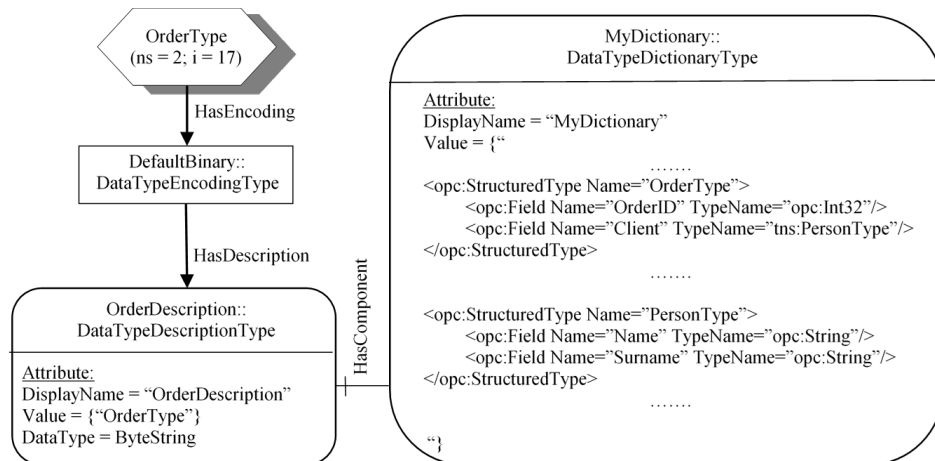 OrderType
(ns = 2; i = 17)
HasEncoding
DefaultBinary::
DataTypeEncodingType
HasDescription
OrderDescription::
DataTypeDescriptionType
Attribute:
DisplayName = “OrderDescription”
Value = {“OrderType”}
DataType = ByteString
HasComponent
MyDictionary::
DataTypeDictionaryType
Attribute:
DisplayName = “MyDictionary”
Value = {“
…….
<opc:StructuredType Name=”OrderType”>
<opc:Field Name=”OrderID” TypeName=”opc:Int32”/>
<opc:Field Name=”Client” TypeName=”tns:PersonType”/>
</opc:StructuredType>
…….
<opc:StructuredType Name=”PersonType”>
<opc:Field Name=”Name” TypeName=”opc:String”/>
<opc:Field Name=”Surname” TypeName=”opc:String”/>
</opc:StructuredType>
…….
“}